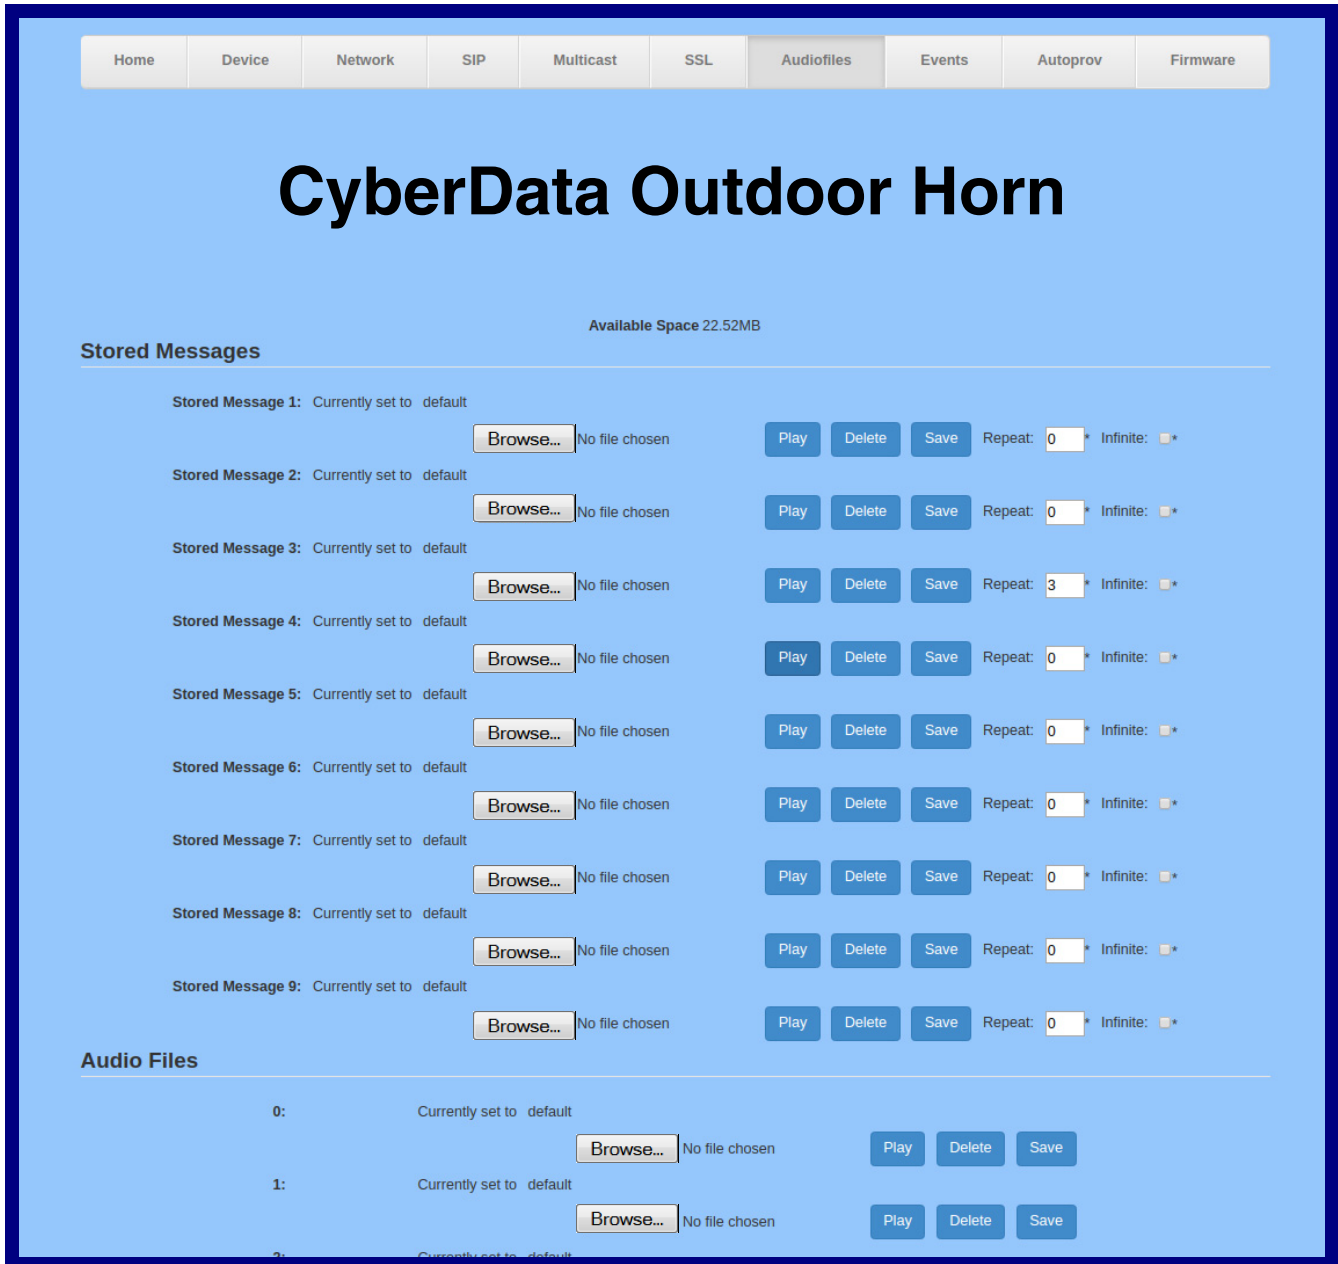 Home Device Network SIP Multicast SSL Audiofiles Events Autoprov Firmware
CyberData Outdoor Horn
Available Space 22.52MB
Stored Messages
Stored Message 1: Currently set to default
Browse... No file chosen Play Delete Save Repeat: 0 * Infinite: *
Stored Message 2: Currently set to default
Browse... No file chosen Play Delete Save Repeat: 0 * Infinite: *
Stored Message 3: Currently set to default
Browse... No file chosen Play Delete Save Repeat: 3 * Infinite: *
Stored Message 4: Currently set to default
Browse... No file chosen Play Delete Save Repeat: 0 * Infinite: *
Stored Message 5: Currently set to default
Browse... No file chosen Play Delete Save Repeat: 0 * Infinite: *
Stored Message 6: Currently set to default
Browse... No file chosen Play Delete Save Repeat: 0 * Infinite: *
Stored Message 7: Currently set to default
Browse... No file chosen Play Delete Save Repeat: 0 * Infinite: *
Stored Message 8: Currently set to default
Browse... No file chosen Play Delete Save Repeat: 0 * Infinite: *
Stored Message 9: Currently set to default
Browse... No file chosen Play Delete Save Repeat: 0 * Infinite: *
Audio Files
0: Currently set to default
Browse... No file chosen Play Delete Save
1: Currently set to default
Browse... No file chosen Play Delete Save
2: Currently set to default